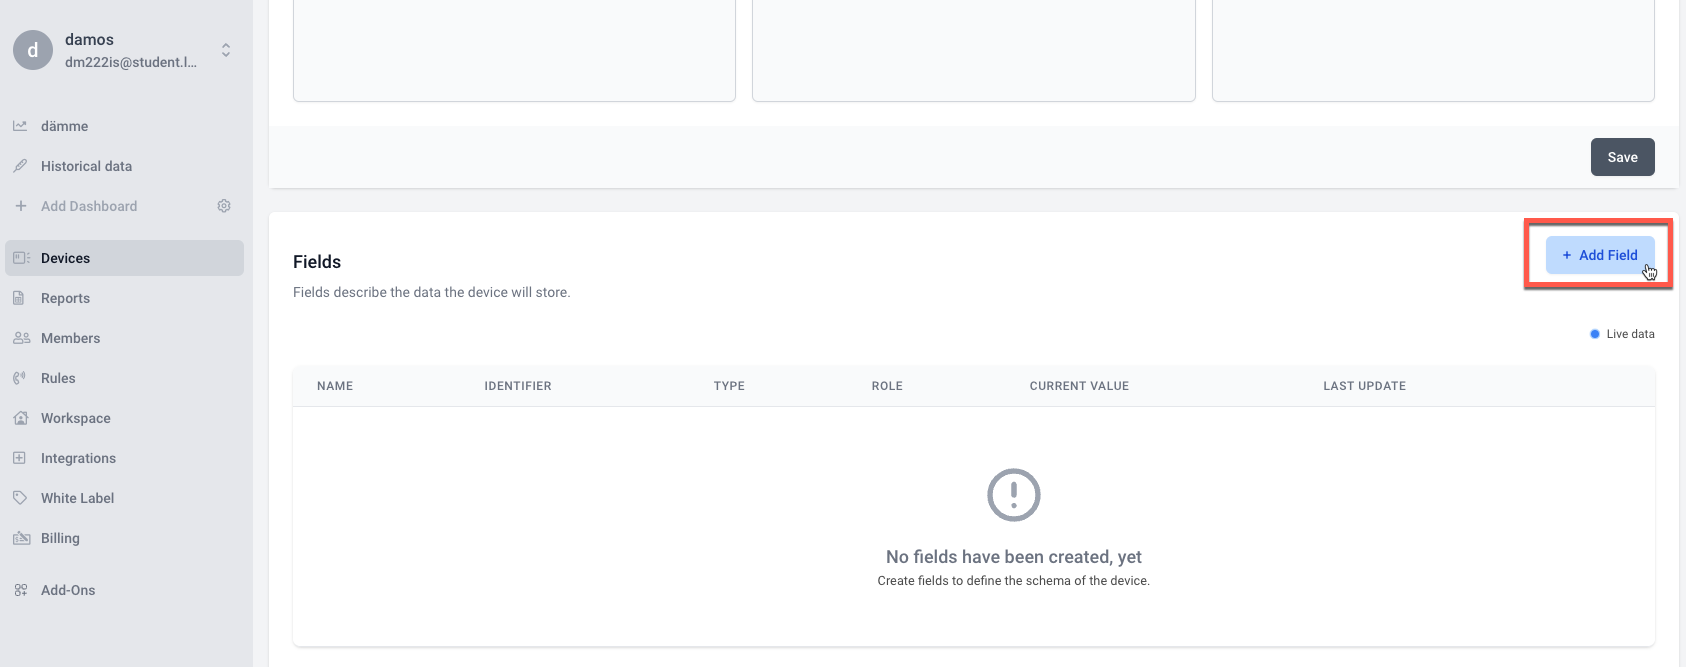 d
damos
dm222is@student.l...
dämme
Historical data
Add Dashboard
Devices
Reports
Members
Rules
Workspace
Integrations
White Label
Billing
Add-Ons
Save
Fields
+ Add Field
Fields describe the data the device will store.
Live data
NAME IDENTIFIER TYPE ROLE CURRENT VALUE LAST UPDATE
No fields have been created, yet
Create fields to define the schema of the device.